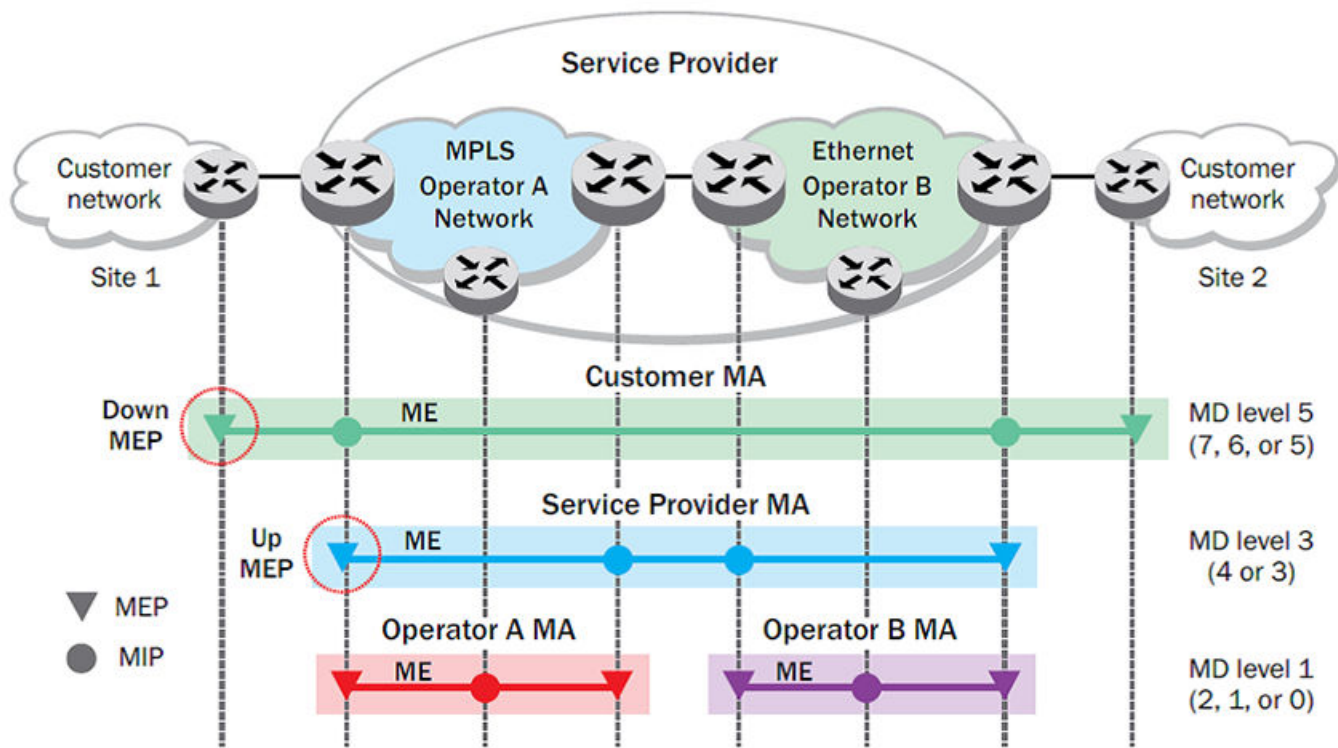 Service Provider
Customer
network
MPLS
Operator A
Network
Ethernet
Operator B
Network
Customer
network
Site 1
Site 2
Customer MA
Down
MEP
ME
MD level 5
(7, 6, or 5)
Service Provider MA
Up
MEP
ME
MD level 3
(4 or 3)
MEP
MIP
Operator A MA
ME
Operator B MA
ME
MD level 1
(2, 1, or 0)